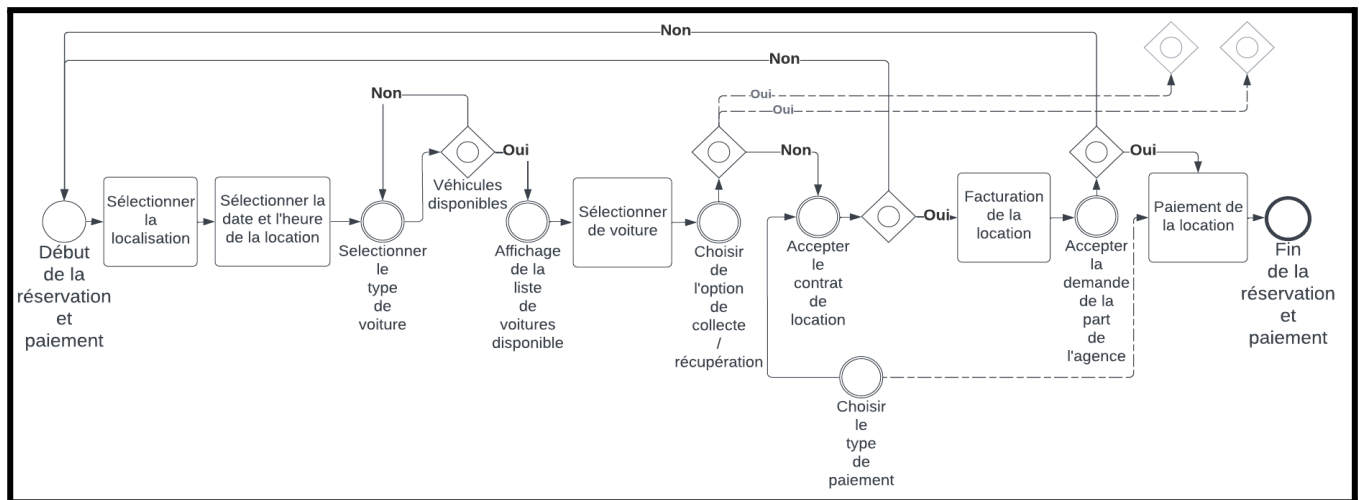 Non
Non
Non
Oui
Oui
Oui
Non
Oui
Véhicules
disponibles
Oui
Début
de la
réservation
et
paiement
Sélectionner
la
localisation
Sélectionner la
date et l'heure
de la location
Selectionner
le
type
de
voiture
Affichage
de la
liste
de
voitures
disponible
Sélectionner
de voiture
Choisir
de
l'option
de
collecte
/
récupération
Accepter
le
contrat
de
location
Facturation
de la
location
Accepter
la
demande
de la
part
de
l'agence
Paiement de
la location
Fin
de la
réservation
et
paiement
Choisir
le
type
de
paiement